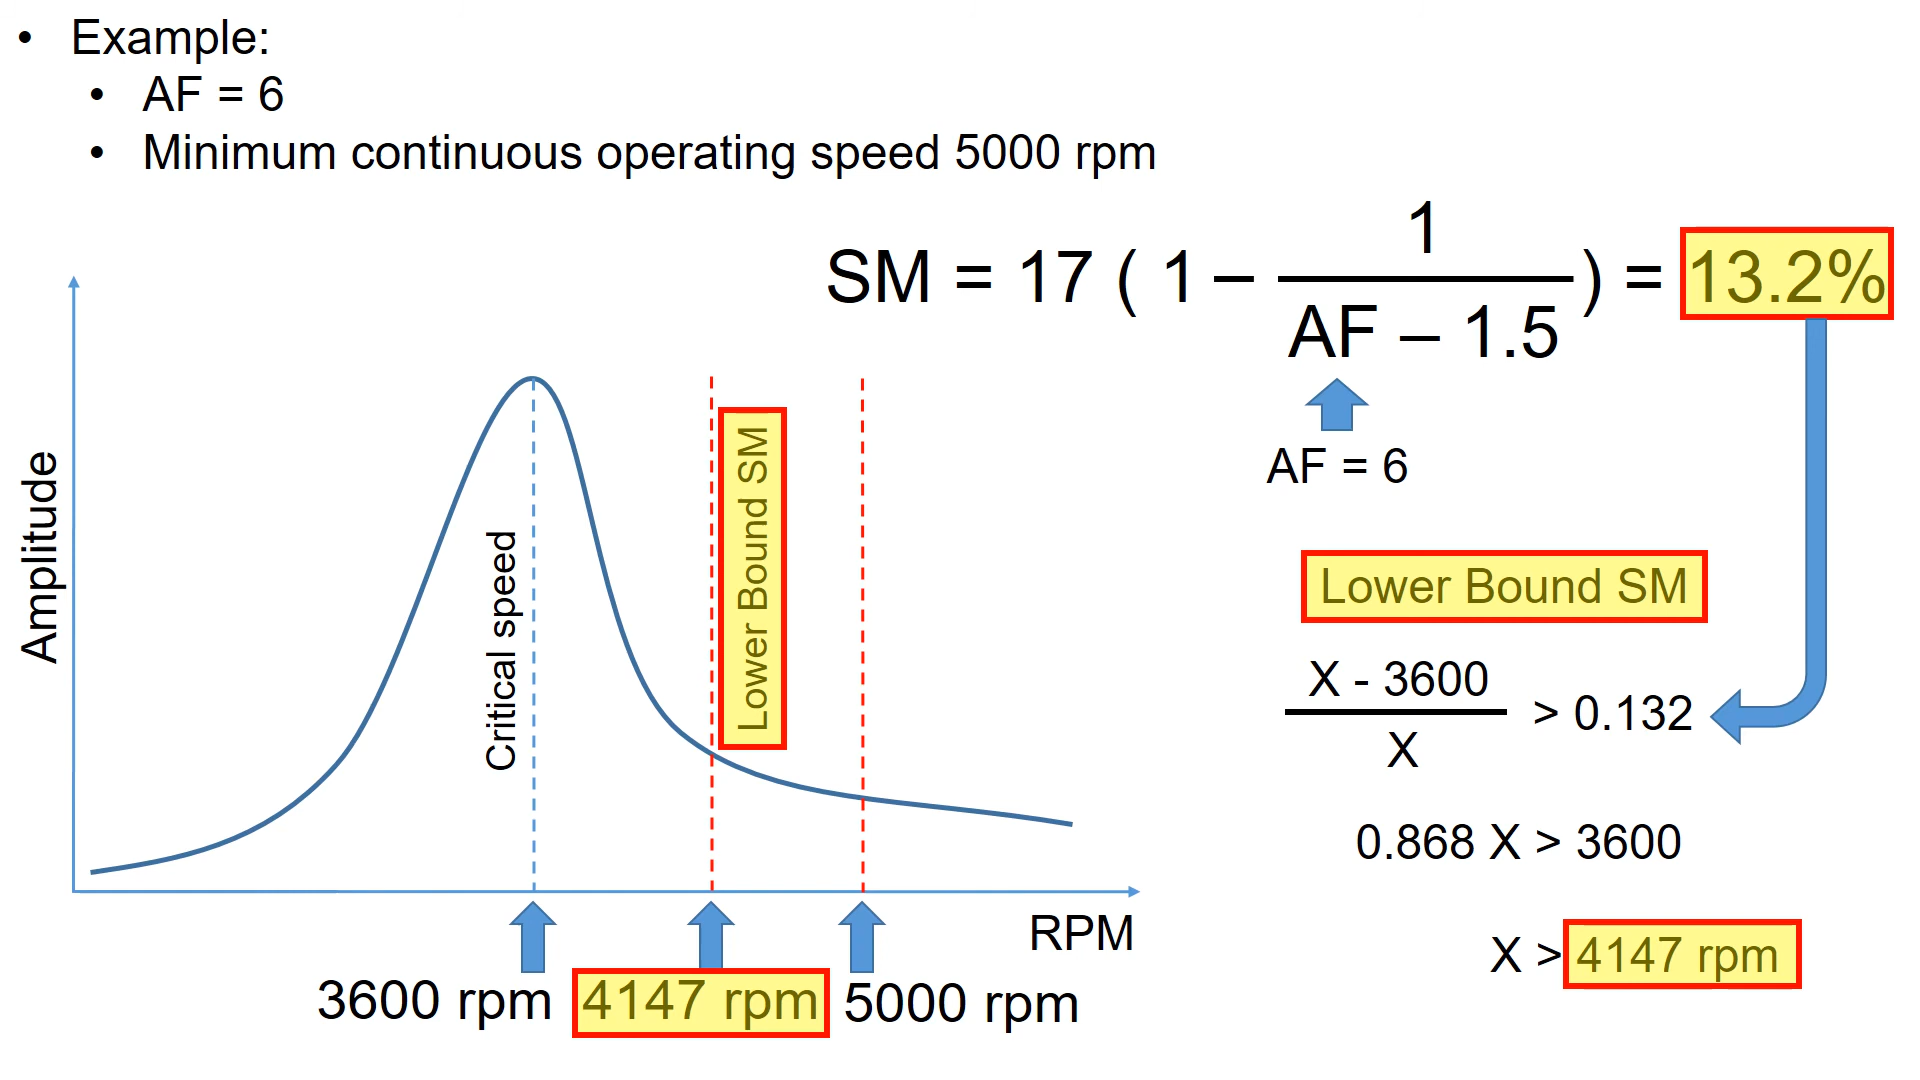 • Example:
• AF = 6
• Minimum continuous operating speed 5000 rpm
SM = 17 ( 1 – 1 / AF – 1.5 ) = 13.2%
AF = 6
Amplitude
Critical speed
Lower Bound SM
RPM
3600 rpm 4147 rpm 5000 rpm
Lower Bound SM
X - 3600
> 0.132
X
0.868 X > 3600
X > 4147 rpm